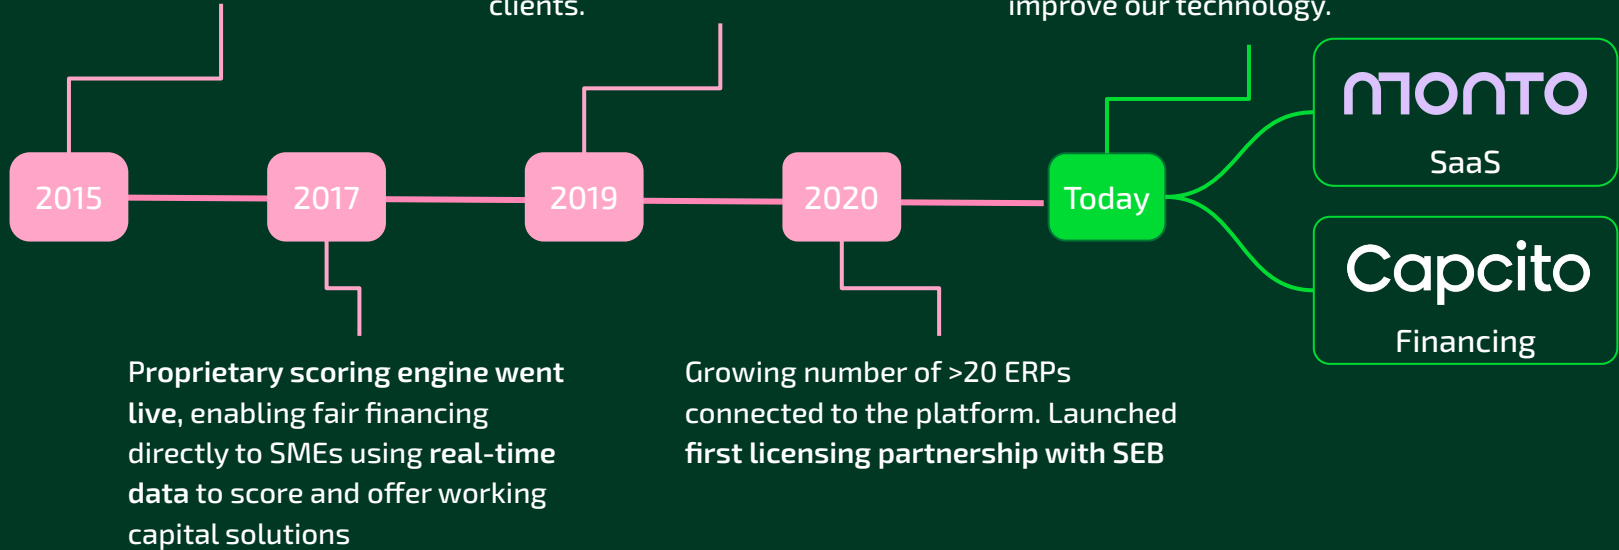 clients.
improve our technology.
2015
2017
2019
2020
Today
MONTO
SaaS
Capcito
Financing
Proprietary scoring engine went
live, enabling fair financing
directly to SMEs using real-time
data to score and offer working
capital solutions
Growing number of >20 ERPs
connected to the platform. Launched
first licensing partnership with SEB